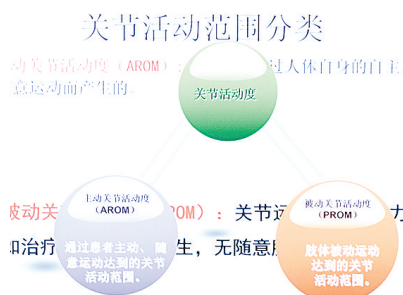 关节活动范围分类
动关节活动度（AROM）：
过人体自身的自主
意运动而产生的。
关节活动度
主动关节活动度
（AROM）
被动关节活动度
（PROM）
被动关
OM）：关节运
力
和治疗
生，无随意
通过患者主动、随
意运动达到的关节
活动范围。
肢体被动运动
达到的关节
活动范围。